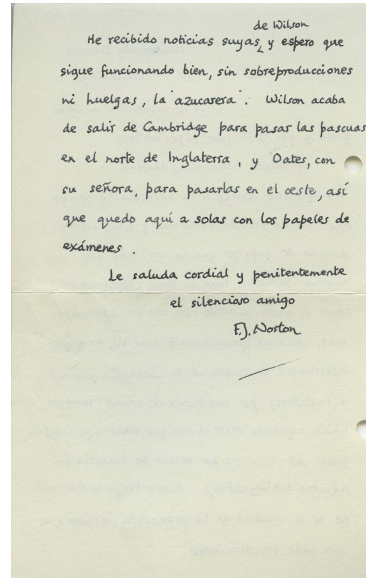 de Wilson
He recibido noticias suyas, y espero que
sigue funcionando bien, sin sobreproducciones
ni huelgas, la "azucarera". Wilson acaba
de salir de Cambridge para pasar las pascuas
en el norte de Inglaterra, y Oates, con
su señora, para pasarlas en el oeste, así
que quedo aquí a solas con los papeles de
exámenes.
Le saluda cordial y penitentemente
el silencioso amigo
F.J. Norton